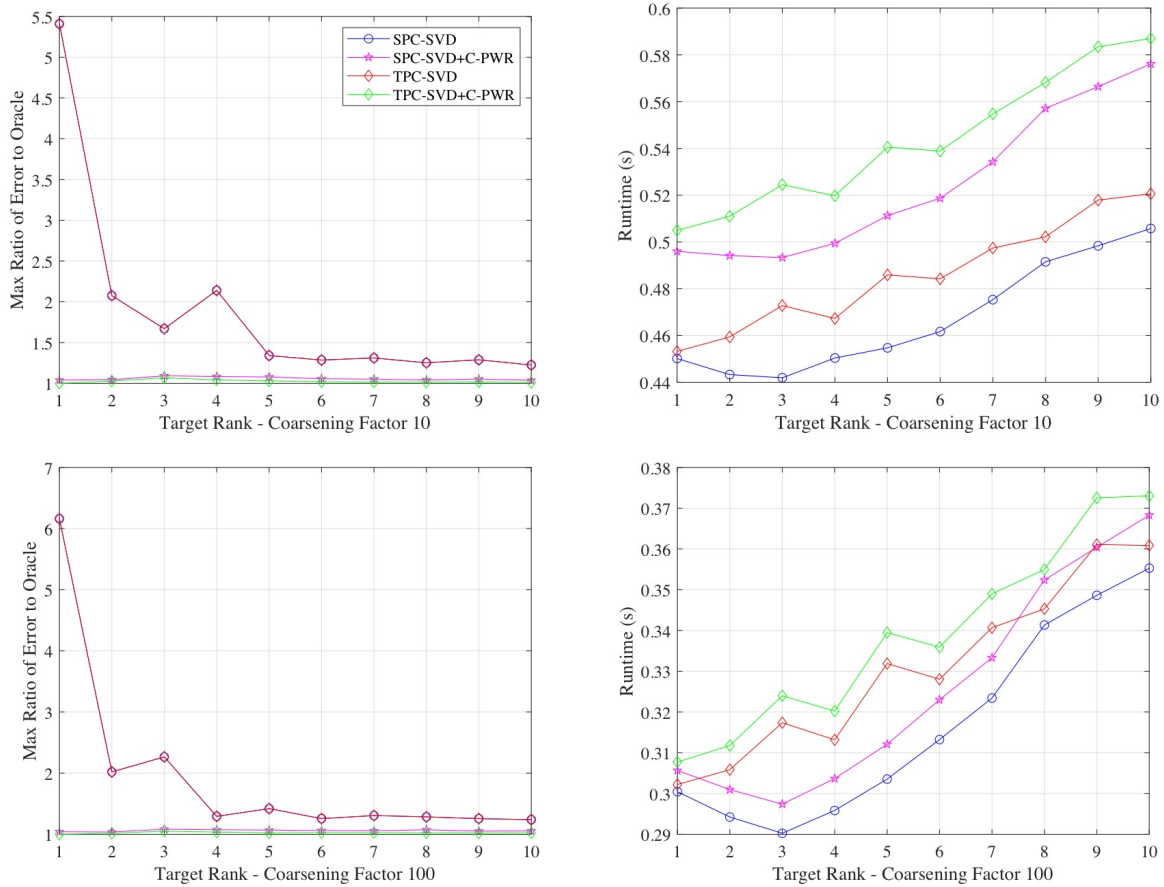 5.5
5
4.5
4
3.5
3
2.5
2
1.5
1
Max Ratio of Error to Oracle
SPC-SVD
SPC-SVD+C-PWR
TPC-SVD
TPC-SVD+C-PWR
1 2 3 4 5 6 7 8 9 10
Target Rank - Coarsening Factor 10
0.6
0.58
0.56
0.54
0.52
0.5
0.48
0.46
0.44
Runtime (s)
1 2 3 4 5 6 7 8 9 10
Target Rank - Coarsening Factor 10
7
6
5
4
3
2
1
Max Ratio of Error to Oracle
1 2 3 4 5 6 7 8 9 10
Target Rank - Coarsening Factor 100
0.38
0.37
0.36
0.35
0.34
0.33
0.32
0.31
0.3
0.29
Runtime (s)
1 2 3 4 5 6 7 8 9 10
Target Rank - Coarsening Factor 100